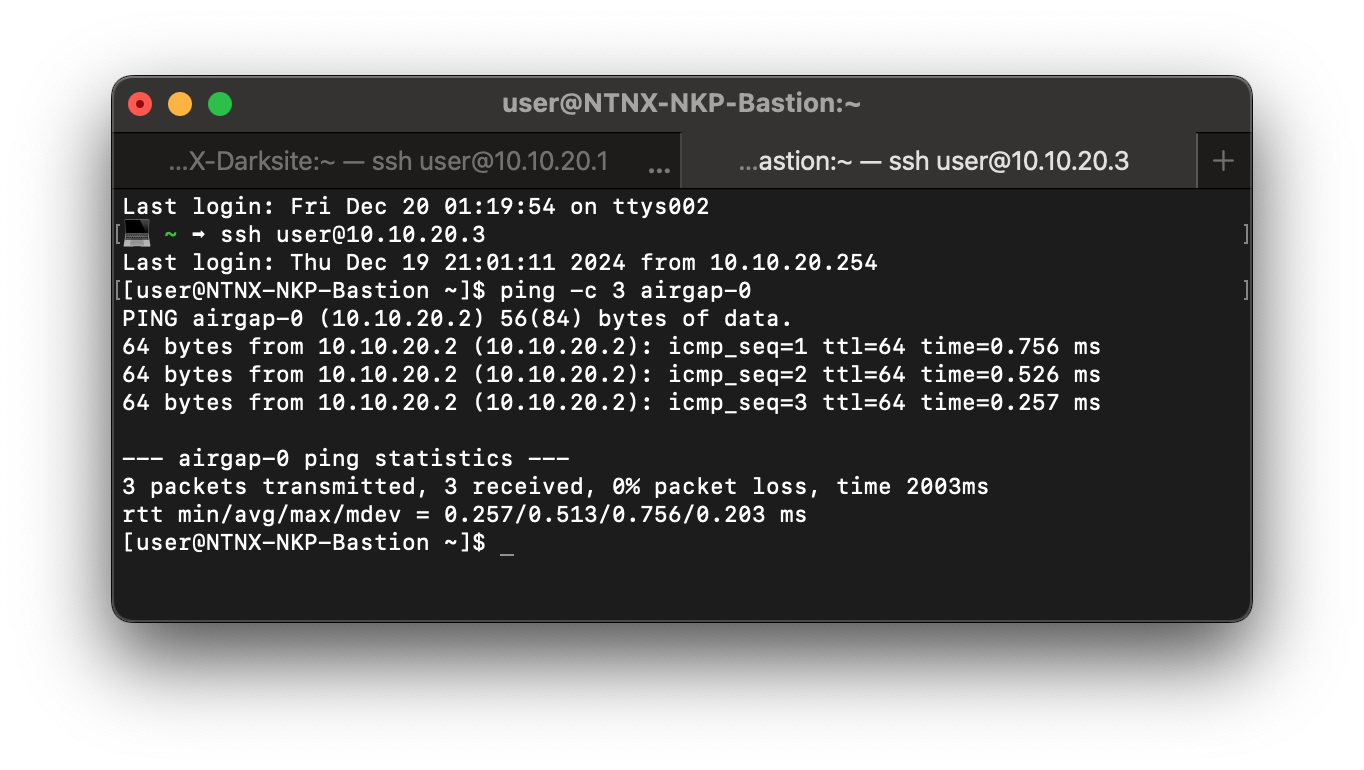 user@NTNX-NKP-Bastion:~
...X-Darksite:~ — ssh user@10.10.20.1 ...
...astion:~ — ssh user@10.10.20.3 +
Last login: Fri Dec 20 01:19:54 on ttys002
[💻 ~ ➡ ssh user@10.10.20.3 ]
Last login: Thu Dec 19 21:01:11 2024 from 10.10.20.254
[[user@NTNX-NKP-Bastion ~]$ ping -c 3 airgap-0 ]
PING airgap-0 (10.10.20.2) 56(84) bytes of data.
64 bytes from 10.10.20.2 (10.10.20.2): icmp_seq=1 ttl=64 time=0.756 ms
64 bytes from 10.10.20.2 (10.10.20.2): icmp_seq=2 ttl=64 time=0.526 ms
64 bytes from 10.10.20.2 (10.10.20.2): icmp_seq=3 ttl=64 time=0.257 ms
--- airgap-0 ping statistics ---
3 packets transmitted, 3 received, 0% packet loss, time 2003ms
rtt min/avg/max/mdev = 0.257/0.513/0.756/0.203 ms
[user@NTNX-NKP-Bastion ~]$ _